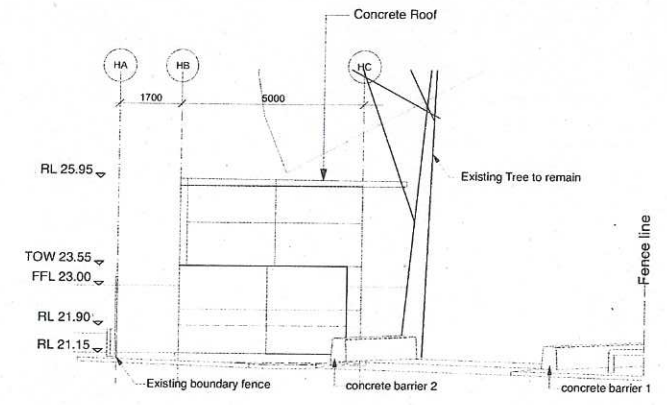 Concrete Roof
HA
HB
HC
1700
5000
RL 25.95
Existing Tree to remain
TOW 23.55
FFL 23.00
RL 21.90
RL 21.15
Fence line
Existing boundary fence
concrete barrier 2
concrete barrier 1